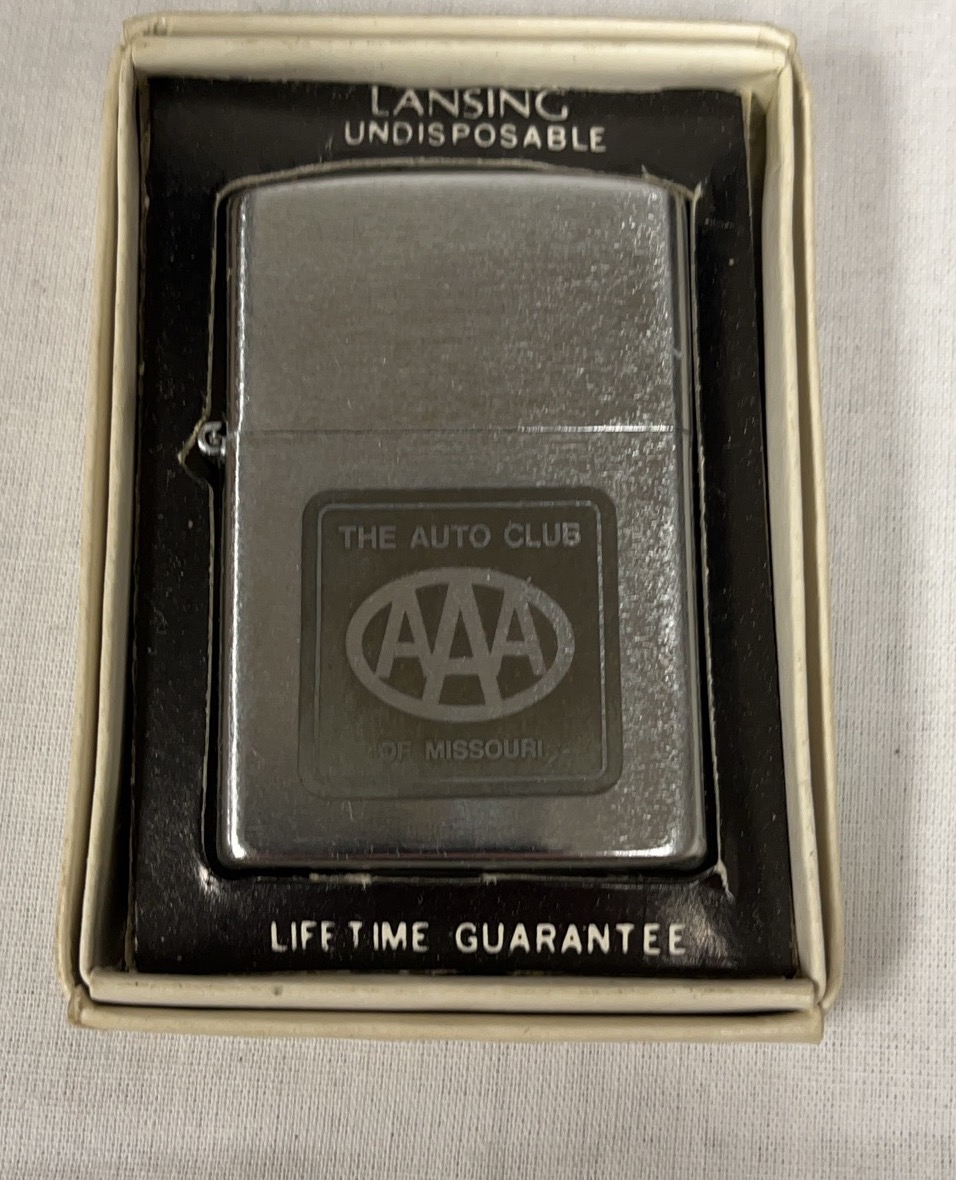 LANSING
UNDISPOSABLE
THE AUTO CLUB
AAA
OF MISSOURI
LIFETIME GUARANTEE